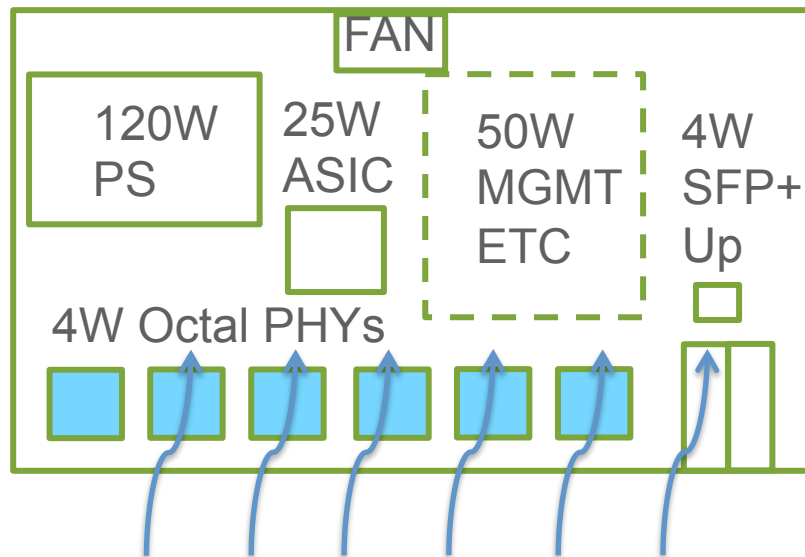 FAN
120W
PS
25W
ASIC
50W
MGMT
ETC
4W
SFP+
Up
4W Octal PHYs